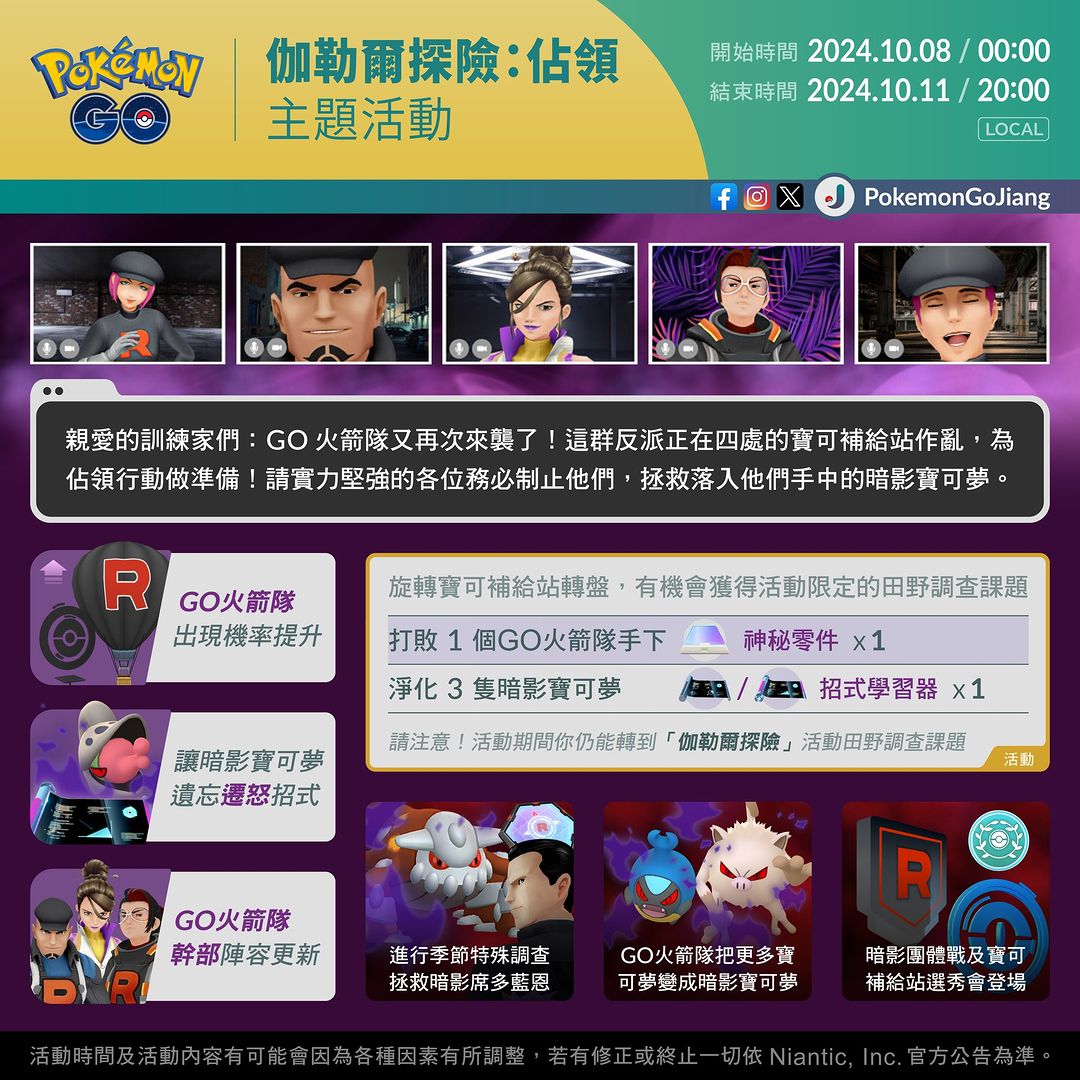 POKÉMON
GO
伽勒爾探險：佔領
主題活動
開始時間 2024.10.08 / 00:00
結束時間 2024.10.11 / 20:00
LOCAL
PokemonGoJiang
親愛的訓練家們：GO 火箭隊又再次來襲了！這群反派正在四處的寶可補給站作亂，為
佔領行動做準備！請實力堅強的各位務必制止他們，拯救落入他們手中的暗影寶可夢。
R
GO火箭隊
出現機率提升
讓暗影寶可夢
遺忘遷怒招式
GO火箭隊
幹部陣容更新
旋轉寶可補給站轉盤，有機會獲得活動限定的田野調查課題
打敗 1 個GO火箭隊手下 神秘零件 x1
淨化 3 隻暗影寶可夢 / 招式學習器 x1
請注意！活動期間你仍能轉到「伽勒爾探險」活動田野調查課題
活動
進行季節特殊調查
拯救暗影席多藍恩
GO火箭隊把更多寶
可夢變成暗影寶可夢
R
暗影團體戰及寶可
補給站選秀會登場
活動時間及活動內容有可能會因為各種因素有所調整，若有修正或終止一切依 Niantic, Inc. 官方公告為準。